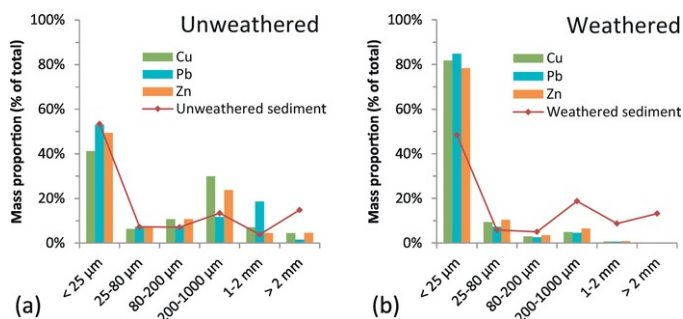 Unweathered
Mass proportion (% of total)
100%
80%
60%
40%
20%
0%
Cu
Pb
Zn
Unweathered sediment
< 25 µm
25-80 µm
80-200 µm
200-1000 µm
1-2 mm
> 2 mm
(a)
Weathered
Mass proportion (% of total)
100%
80%
60%
40%
20%
0%
Cu
Pb
Zn
Weathered sediment
< 25 µm
25-80 µm
80-200 µm
200-1000 µm
1-2 mm
> 2 mm
(b)